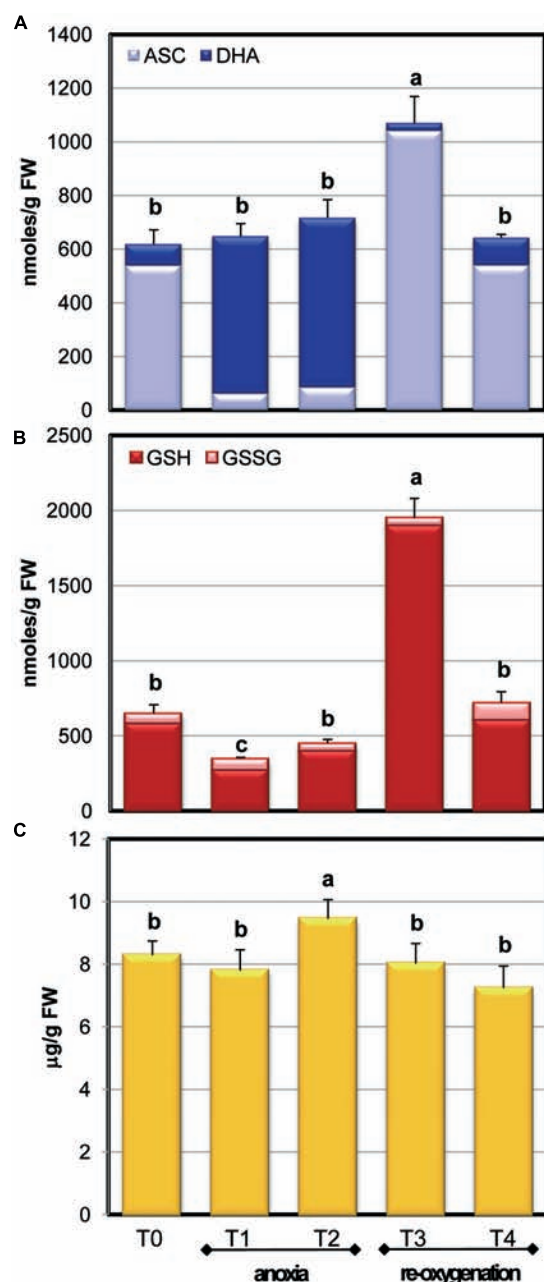 A
1400
ASC DHA
a
1200
1000
b b b b
800
600
400
200
0
nmoles/g FW
B
2500
GSH GSSG
a
2000
1500
1000
b c b b
500
0
nmoles/g FW
C
12
a
10
b b b b
8
6
4
2
0
µg/g FW
T0 T1 T2 T3 T4
anoxia re-oxygenation